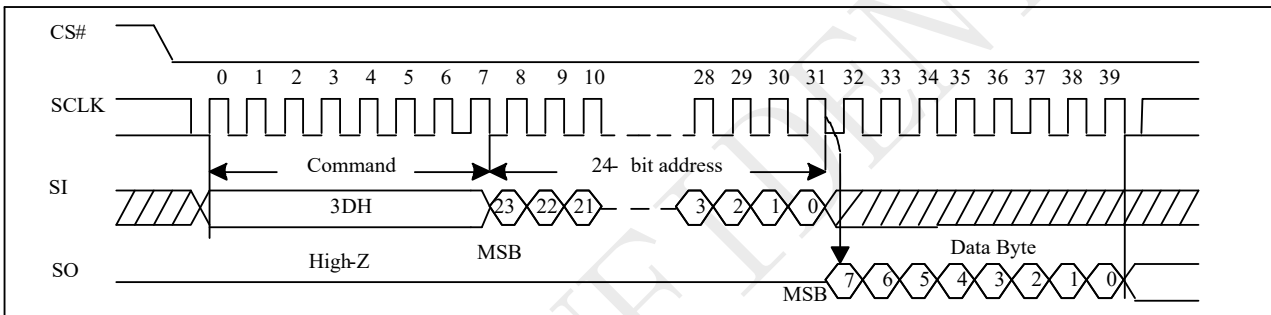 CS#
0 1 2 3 4 5 6 7 8 9 10 28 29 30 31 32 33 34 35 36 37 38 39
SCLK
Command 24- bit address
SI
3DH 23 22 21 3 2 1 0
MSB Data Byte
High-Z
SO
7 6 5 4 3 2 1 0
MSB